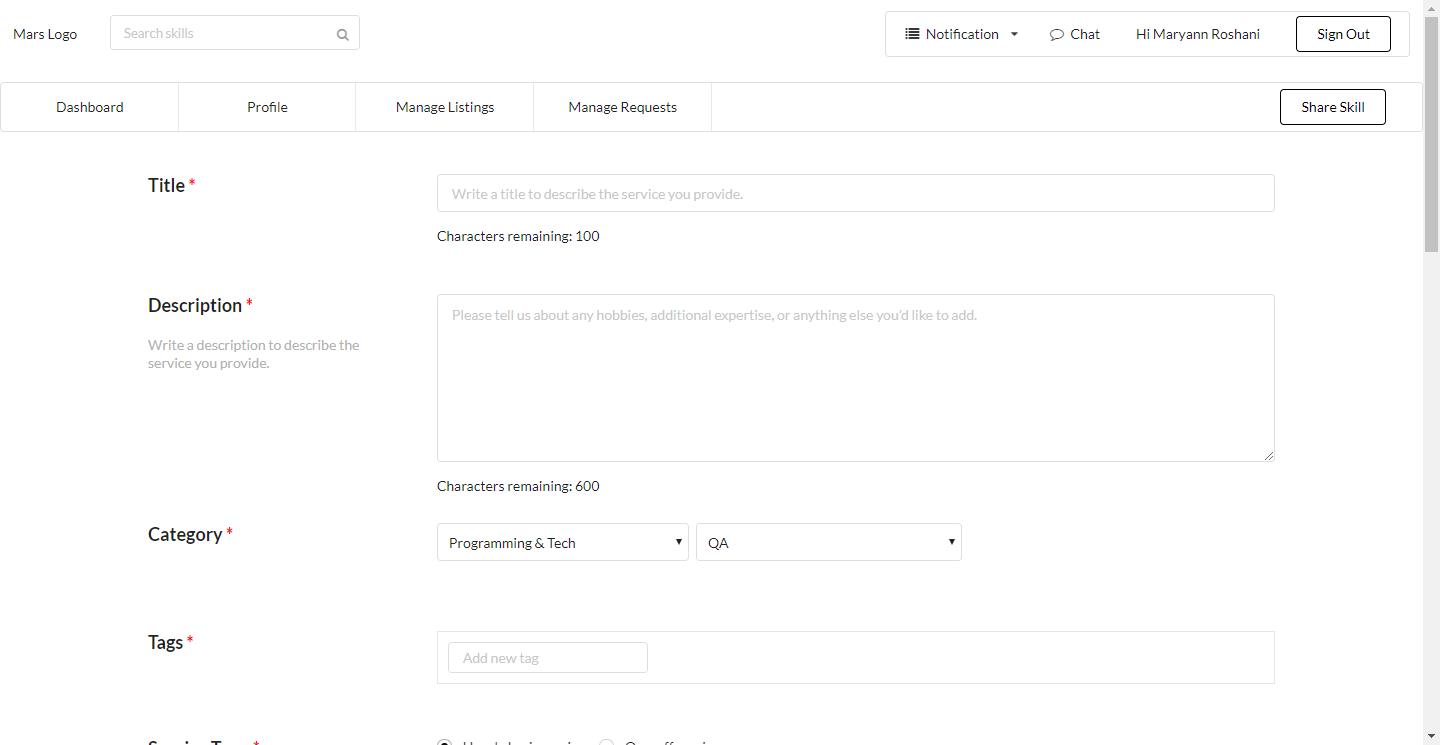 Mars Logo
Search skills
Notification
Chat
Hi Maryann Roshani
Sign Out
Dashboard
Profile
Manage Listings
Manage Requests
Share Skill
Title *
Write a title to describe the service you provide.
Characters remaining: 100
Description *
Write a description to describe the
service you provide.
Please tell us about any hobbies, additional expertise, or anything else you'd like to add.
Characters remaining: 600
Category *
Programming & Tech
QA
Tags *
Add new tag